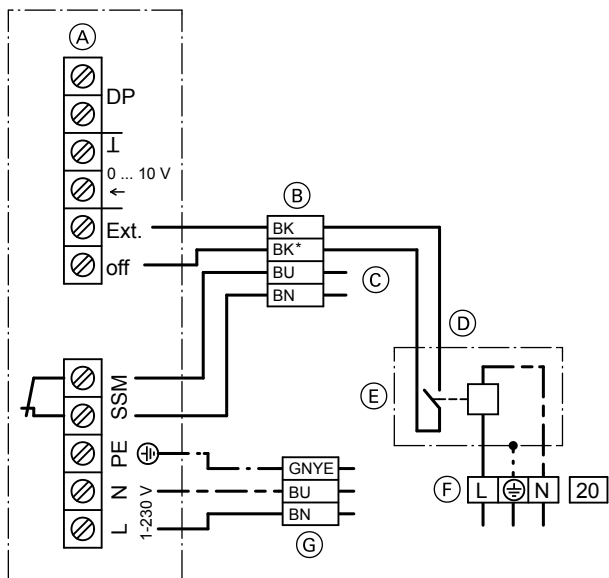 A
DP
⊥
0 ... 10 V
←
Ext.
off
B
BK
BK*
BU
BN
C
D
E
SSM
PE
N
L
1-230 V
GNYE
BU
BN
G
F
L
N
20